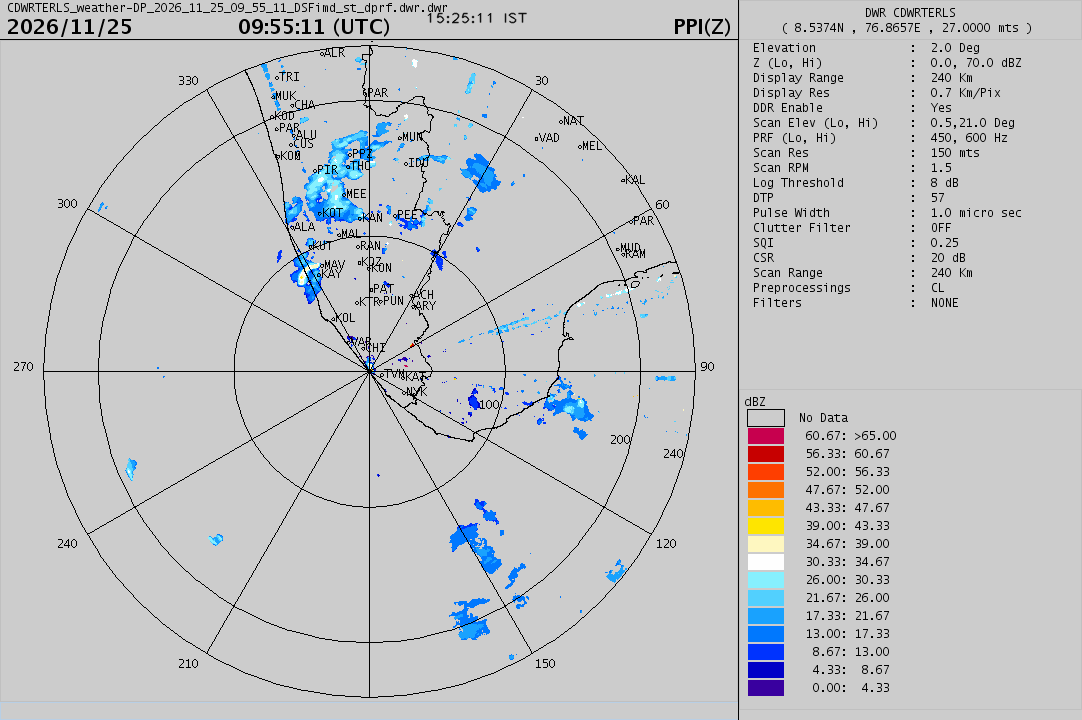 CDWRTERLS_weather-DP_2026_11_25_09_55_11_DSFimd_st_dprf.dwr.dwr
2026/11/25 09:55:11 (UTC) 15:25:11 IST PPI(Z)
DWR CDWRTERLS
( 8.5374N , 76.8657E , 27.0000 mts )
Elevation : 2.0 Deg
Z (Lo, Hi) : 0.0, 70.0 dBZ
Display Range : 240 Km
Display Res : 0.7 Km/Pix
DDR Enable : Yes
Scan Elev (Lo, Hi) : 0.5,21.0 Deg
PRF (Lo, Hi) : 450, 600 Hz
Scan Res : 150 mts
Scan RPM : 1.5
Log Threshold : 8 dB
DTP : 57
Pulse Width : 1.0 micro sec
Clutter Filter : OFF
SQI : 0.25
CSR : 20 dB
Scan Range : 240 Km
Preprocessings : CL
Filters : NONE
dBZ
No Data
60.67: >65.00
56.33: 60.67
52.00: 56.33
47.67: 52.00
43.33: 47.67
39.00: 43.33
34.67: 39.00
30.33: 34.67
26.00: 30.33
21.67: 26.00
17.33: 21.67
13.00: 17.33
8.67: 13.00
4.33: 8.67
0.00: 4.33
ALR
TRI
330
30
MUK
PAR
CHA
KOD
NAT
PAR
ALU
MUN
VAD
CUS
MEL
PPZ
IDU
THO
PIR
KAL
MEE
300
60
KOT
KAN
PEE
PAR
ALA
MAL
KUT
RAN
MUD
RAM
KOZ
MAV
KON
KAY
PAT
ACH
KTR
PUN
ARY
KOL
VAR
CHI
270
90
TVM
KAT
NYK
100
200
240
240
120
210
150